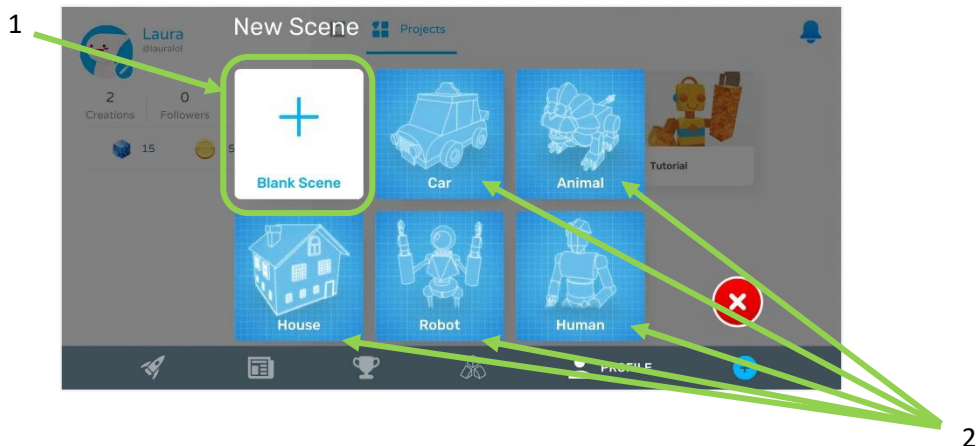 1
New Scene
Projects
Laura
@lauralol
2
0
Creations
Followers
15
5
Blank Scene
Car
Animal
Tutorial
House
Robot
Human
PROFILE
2